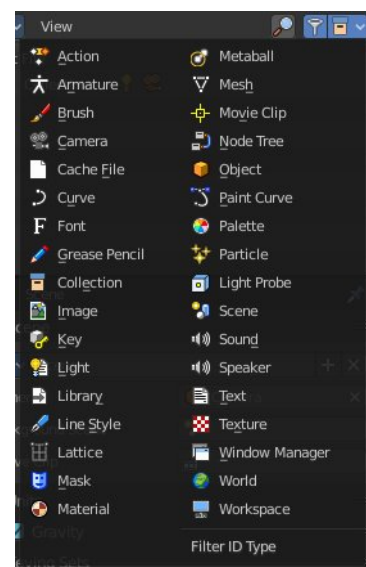 View
Action
Armature
Brush
Camera
Cache File
Curve
Font
Grease Pencil
Collection
Image
Key
Light
Library
Line Style
Lattice
Mask
Material
Metaball
Mesh
Movie Clip
Node Tree
Object
Paint Curve
Palette
Particle
Light Probe
Scene
Sound
Speaker
Text
Texture
Window Manager
World
Workspace
Filter ID Type
Gravity